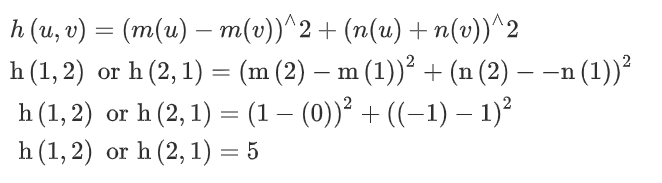 h (u, v) = (m(u) − m(v))^2 + (n(u) + n(v))^2
h (1, 2) or h (2, 1) = (m (2) − m (1))² + (n (2) − −n (1))²
h (1, 2) or h (2, 1) = (1 − (0))² + ((−1) − 1)²
h (1, 2) or h (2, 1) = 5